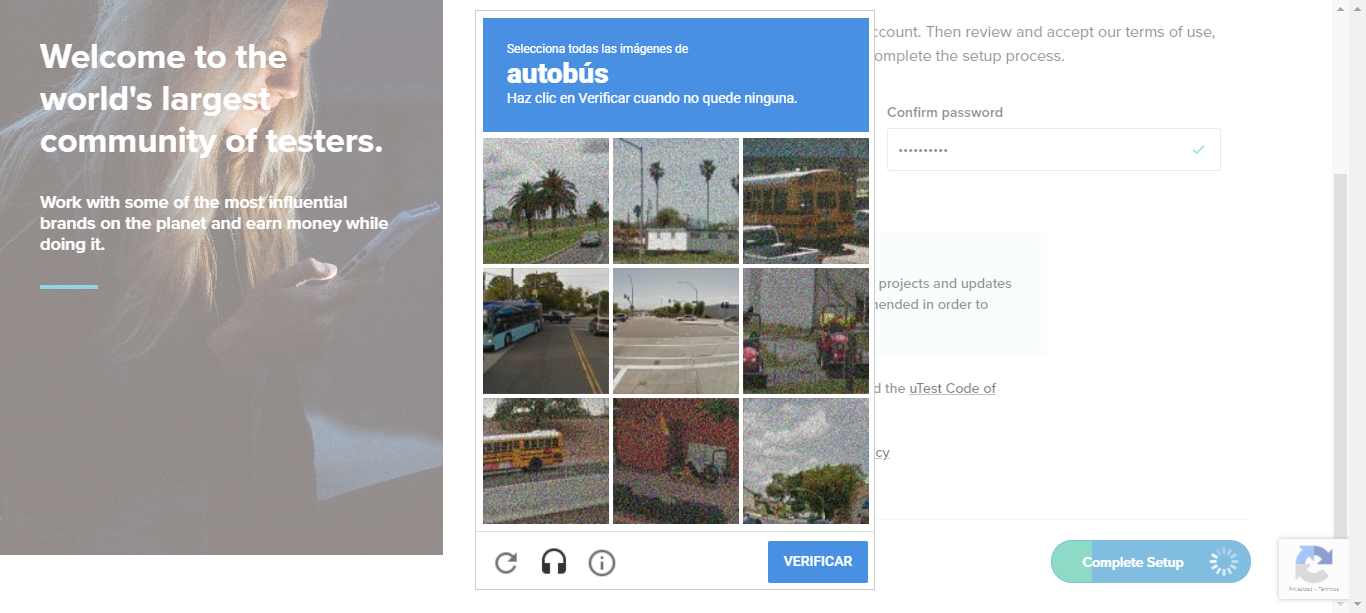 Welcome to the
world's largest
community of testers.
Work with some of the most influential
brands on the planet and earn money while
doing it.
Selecciona todas las imágenes de
autobús
Haz clic en Verificar cuando no quede ninguna.
VERIFICAR
ccount. Then review and accept our terms of use,
omplete the setup process.
Confirm password
projects and updates
nended in order to
d the uTest Code of
cy
Complete Setup
Privacidad - Términos